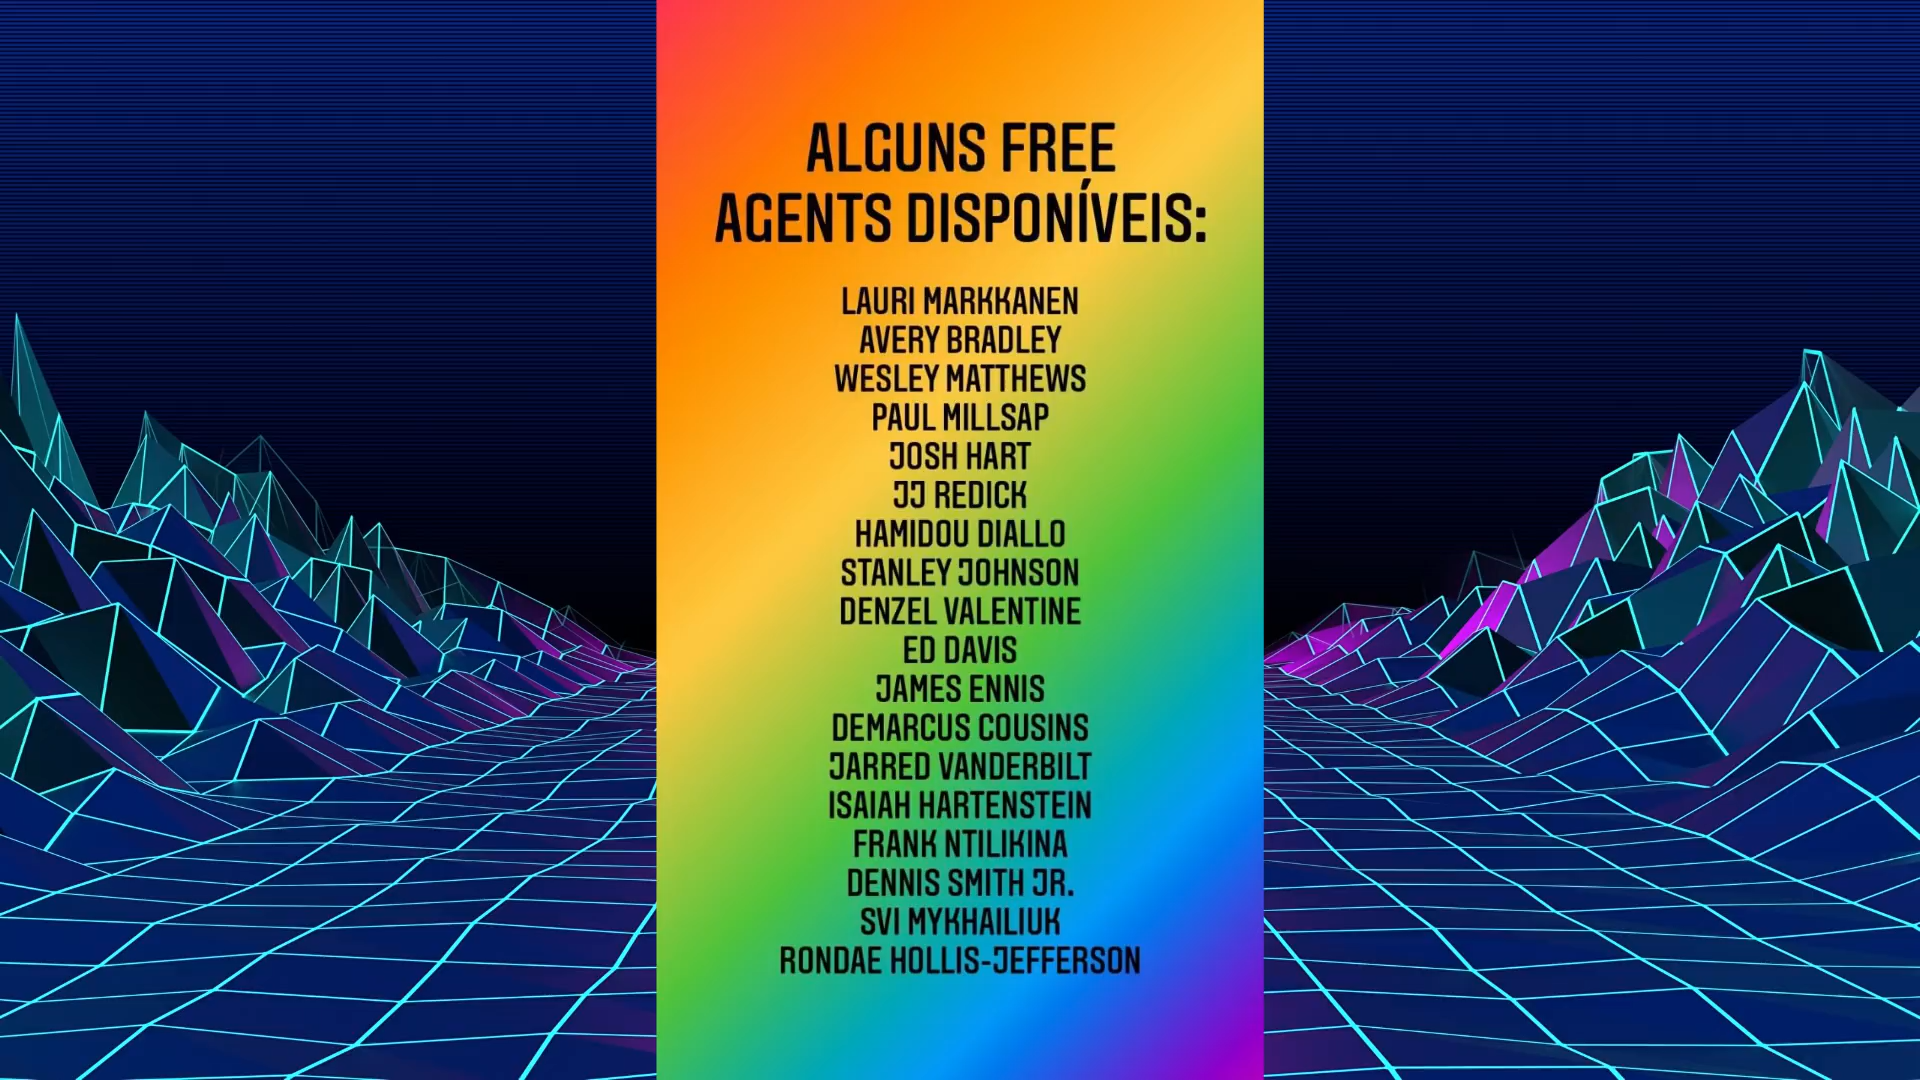 ALGUNS FREE
AGENTS DISPONÍVEIS:
LAURI MARKKANEN
AVERY BRADLEY
WESLEY MATTHEWS
PAUL MILLSAP
JOSH HART
JJ REDICK
HAMIDOU DIALLO
STANLEY JOHNSON
DENZEL VALENTINE
ED DAVIS
JAMES ENNIS
DEMARCUS COUSINS
JARRED VANDERBILT
ISAIAH HARTENSTEIN
FRANK NTILIKINA
DENNIS SMITH JR.
SVI MYKHAILIUK
RONDAE HOLLIS-JEFFERSON